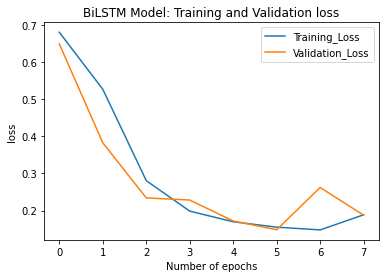 BiLSTM Model: Training and Validation loss
Training_Loss
Validation_Loss
loss
0.7
0.6
0.5
0.4
0.3
0.2
0 1 2 3 4 5 6 7
Number of epochs